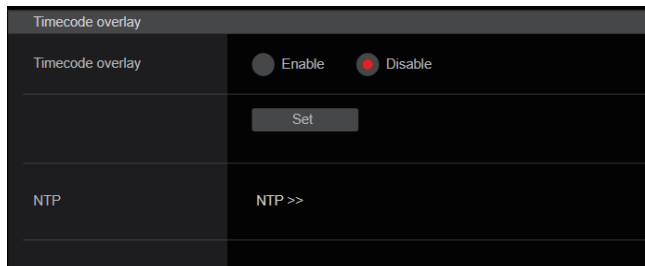 Timecode overlay
Timecode overlay Enable Disable
Set
NTP NTP >>